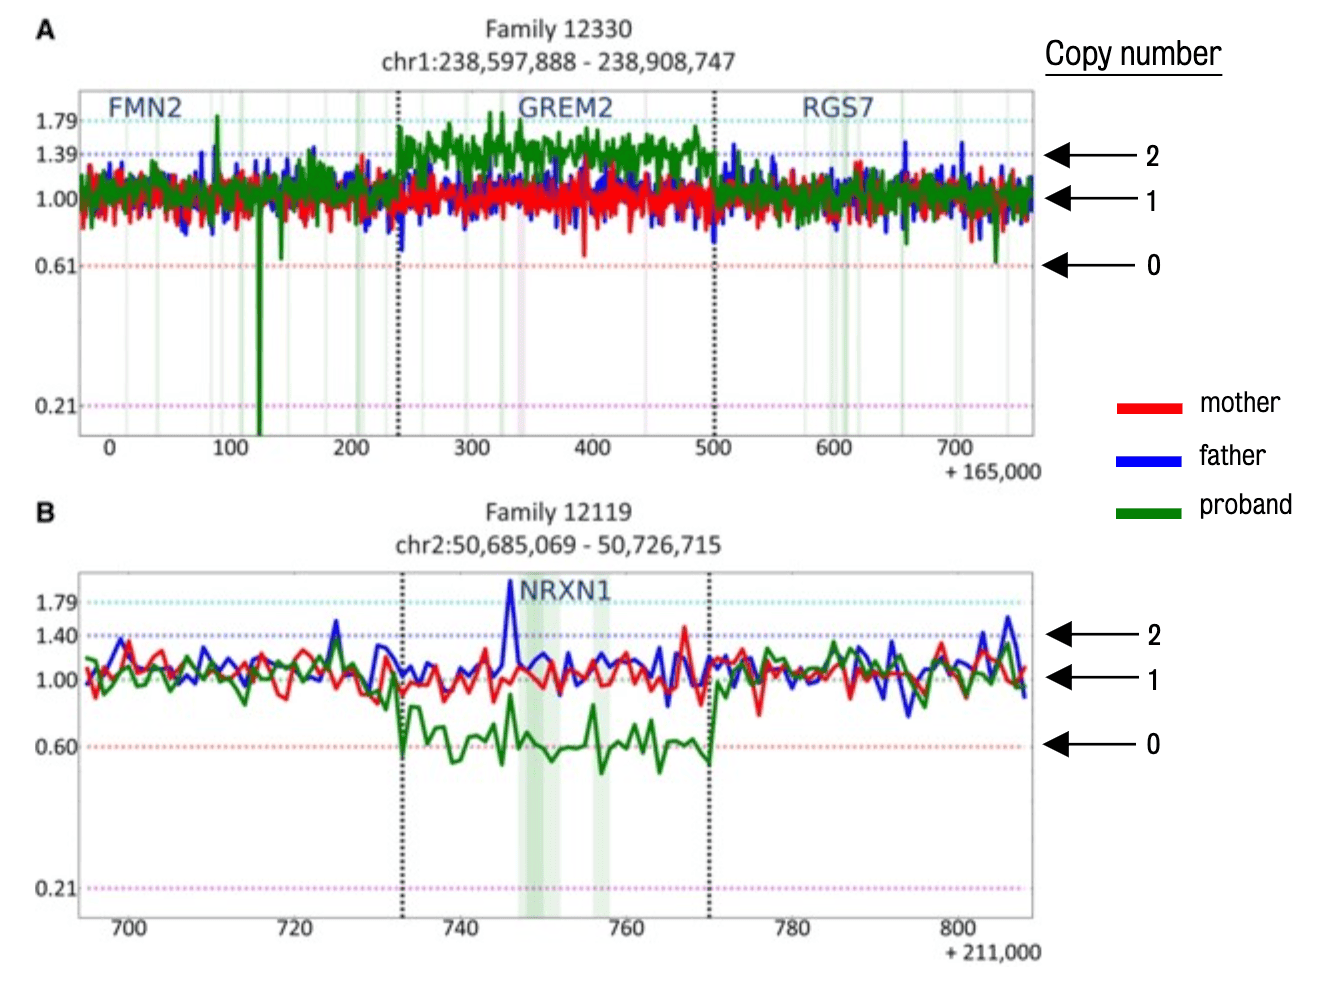 A
Family 12330
chr1:238,597,888 - 238,908,747
Copy number
FMN2 GREM2 RGS7
1.79
1.39
1.00
0.61
0.21
2
1
0
0 100 200 300 400 500 600 700
+ 165,000
mother
father
proband
B
Family 12119
chr2:50,685,069 - 50,726,715
NRXN1
1.79
1.40
1.00
0.60
0.21
2
1
0
700 720 740 760 780 800
+ 211,000